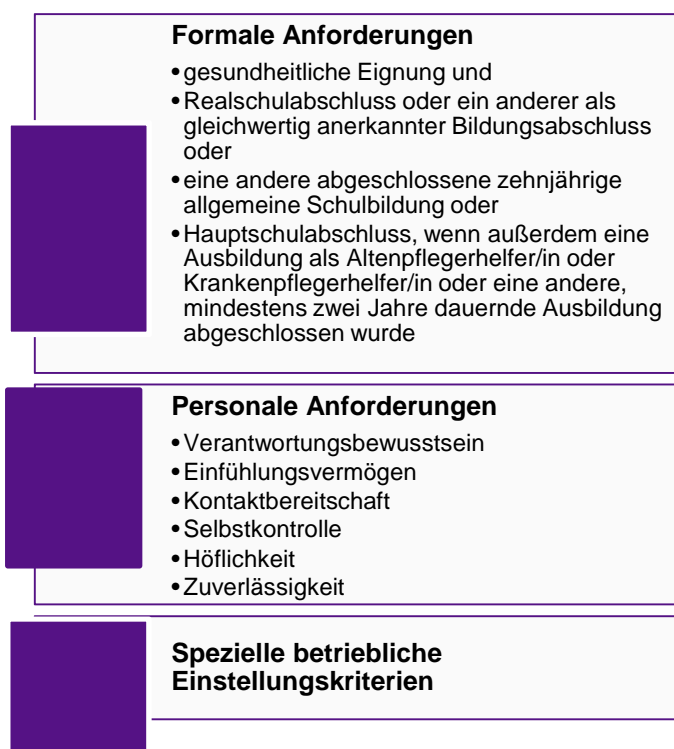 Formale Anforderungen
•gesundheitliche Eignung und
•Realschulabschluss oder ein anderer als
gleichwertig anerkannter Bildungsabschluss
oder
•eine andere abgeschlossene zehnjährige
allgemeine Schulbildung oder
•Hauptschulabschluss, wenn außerdem eine
Ausbildung als Altenpflegerhelfer/in oder
Krankenpflegerhelfer/in oder eine andere,
mindestens zwei Jahre dauernde Ausbildung
abgeschlossen wurde
Personale Anforderungen
•Verantwortungsbewusstsein
•Einfühlungsvermögen
•Kontaktbereitschaft
•Selbstkontrolle
•Höflichkeit
•Zuverlässigkeit
Spezielle betriebliche
Einstellungskriterien